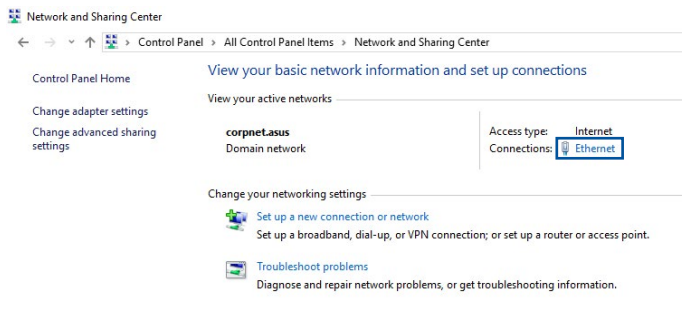 Network and Sharing Center
Control Panel > All Control Panel Items > Network and Sharing Center
Control Panel Home
Change adapter settings
Change advanced sharing
settings
View your basic network information and set up connections
View your active networks
corpnet.asus
Domain network
Access type: Internet
Connections: Ethernet
Change your networking settings
Set up a new connection or network
Set up a broadband, dial-up, or VPN connection; or set up a router or access point.
Troubleshoot problems
Diagnose and repair network problems, or get troubleshooting information.